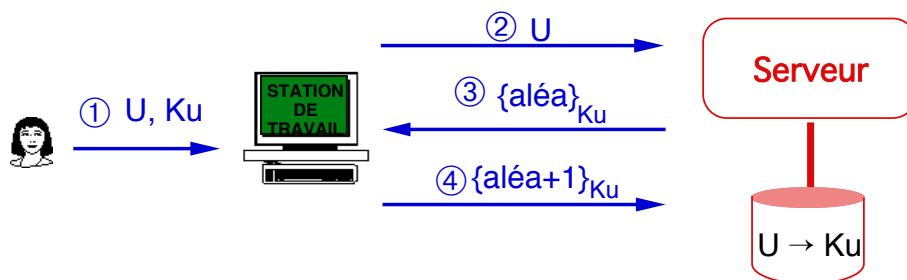 ① U, Ku
STATION
DE
TRAVAIL
② U
③ {aléa}Ku
④ {aléa+1}Ku
Serveur
U → Ku